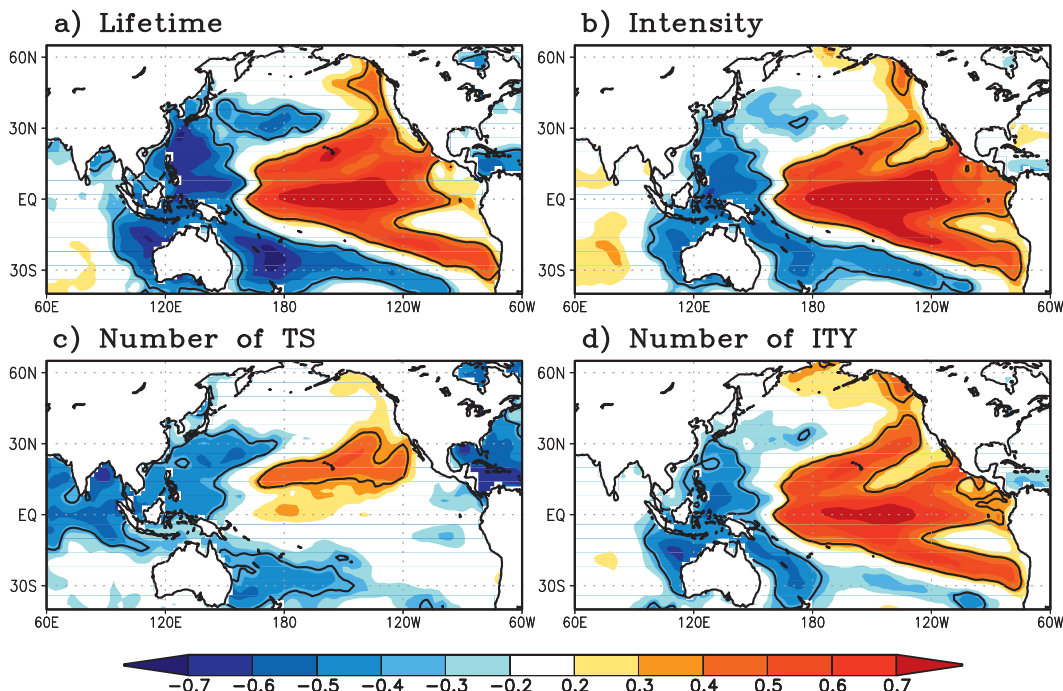 a) Lifetime
b) Intensity
60N
30N
EQ
30S
60E
120E
180
120W
60W
60N
30N
EQ
30S
60E
120E
180
120W
60W
c) Number of TS
d) Number of ITY
60N
30N
EQ
30S
60E
120E
180
120W
60W
60N
30N
EQ
30S
60E
120E
180
120W
60W
-0.7 -0.6 -0.5 -0.4 -0.3 -0.2 0.2 0.3 0.4 0.5 0.6 0.7